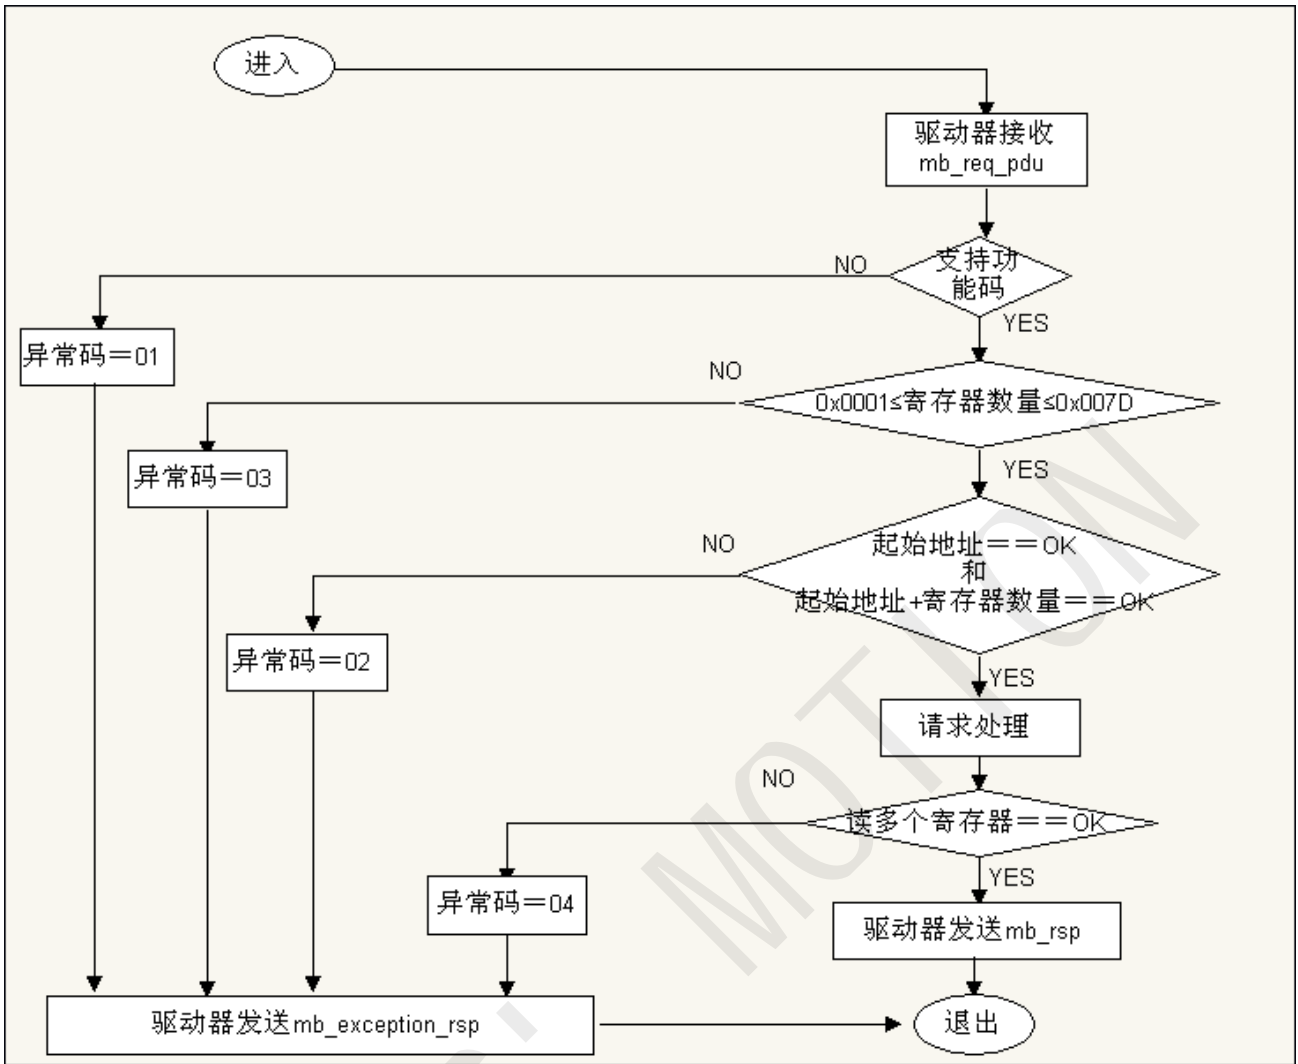 进入
驱动器接收
mb_req_pdu
NO
支持功
能码
YES
异常码＝01
NO
0x0001≤寄存器数量≤0x007D
YES
异常码＝03
NO
起始地址＝＝OK
和
起始地址+寄存器数量＝＝OK
YES
异常码＝02
请求处理
NO
读多个寄存器＝＝OK
YES
异常码＝04
驱动器发送mb_rsp
驱动器发送mb_exception_rsp
退出
MOTION